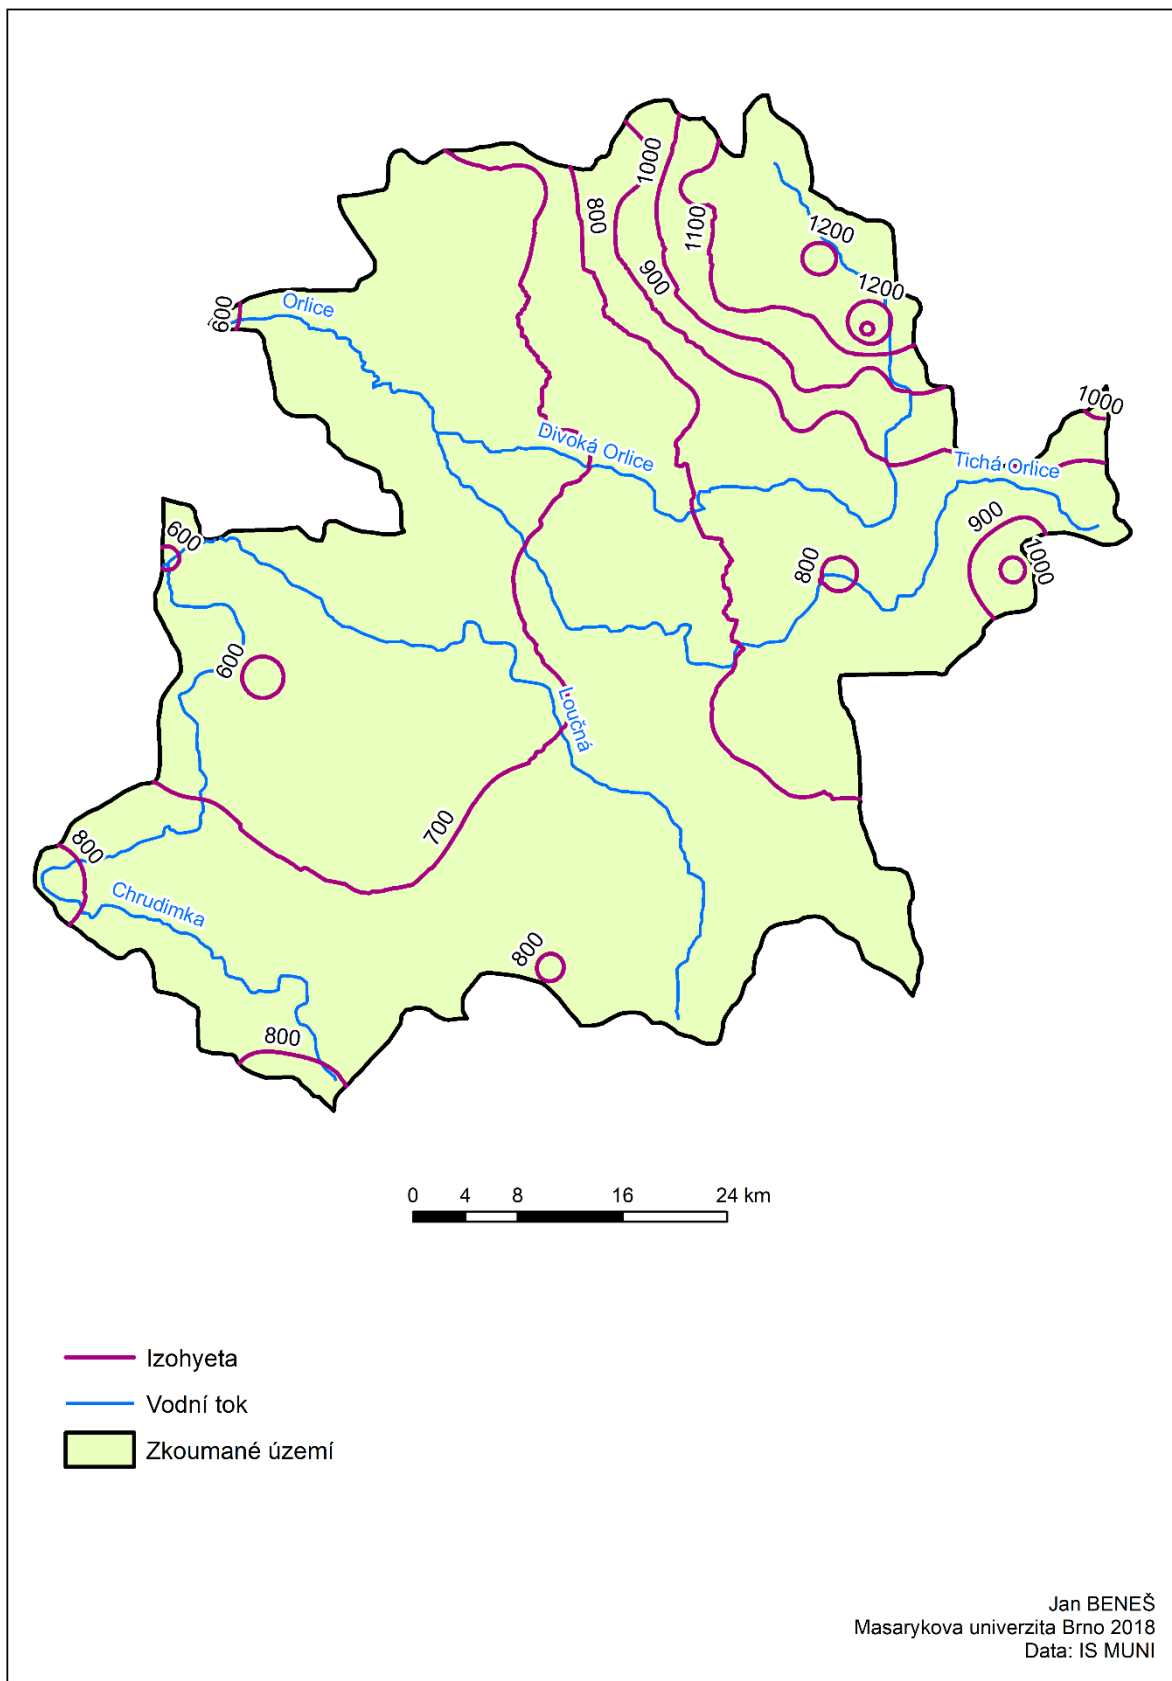 1000
800
1100
1200
900
1200
600
Orlice
1000
Divoká Orlice
Tichá Orlice
900
600
800
1000
600
Loučná
700
800
Chrudimka
800
800
0 4 8 16 24 km
Izohyeta
Vodní tok
Zkoumané území
Jan BENEŠ
Masarykova univerzita Brno 2018
Data: IS MUNI